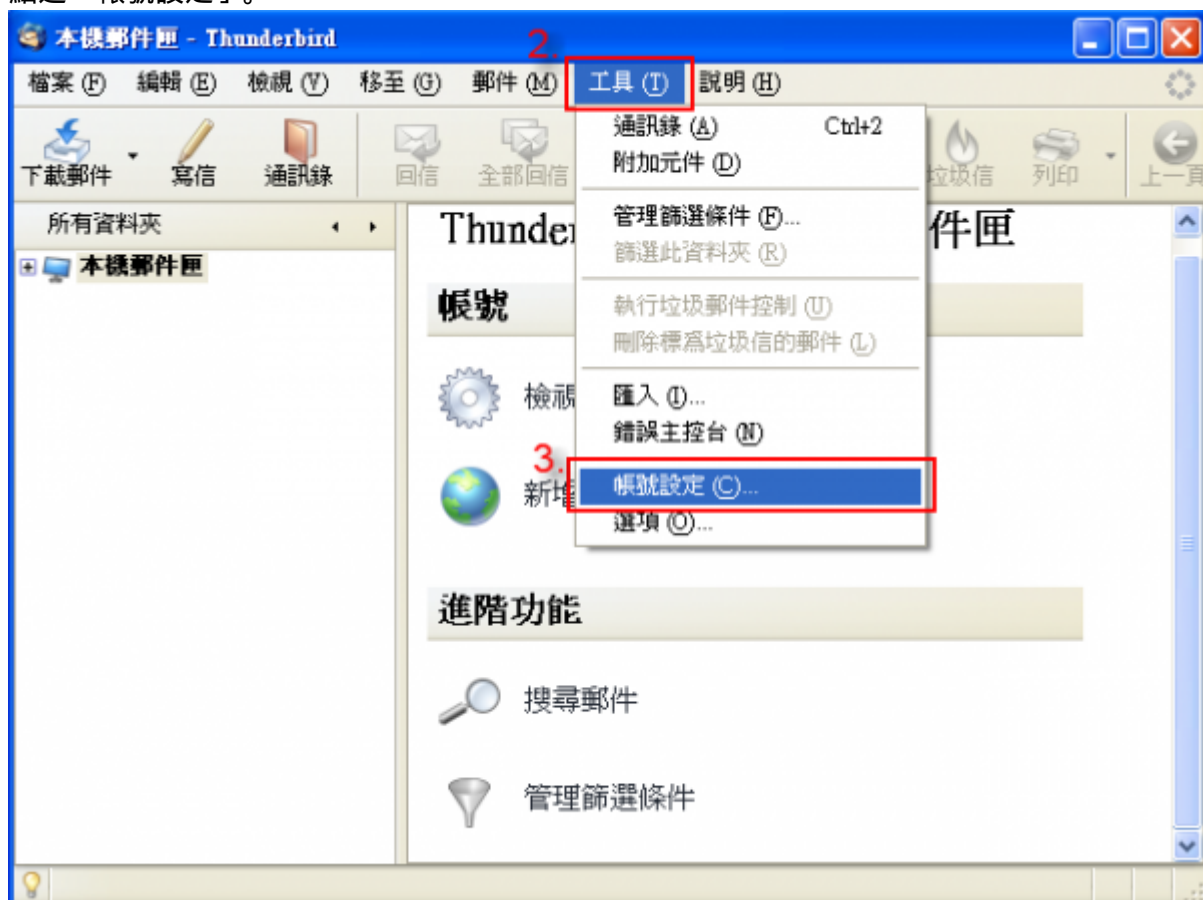 本機郵件匣 - Thunderbird
2.
檔案 (F) 編輯 (E) 檢視 (V) 移至 (G) 郵件 (M) 工具 (T) 說明 (H)
下載郵件 寫信 通訊錄 回信 全部回信 垃圾信 列印 上一頁
通訊錄 (A) Ctrl+2
附加元件 (D)
管理篩選條件 (F)...
篩選此資料夾 (R)
執行垃圾郵件控制 (U)
刪除標為垃圾信的郵件 (L)
匯入 (I)...
錯誤主控台 (N)
3.
帳號設定 (C)...
選項 (O)...
所有資料夾
本機郵件匣
Thunde 件匣
帳號
檢視
新增
進階功能
搜尋郵件
管理篩選條件